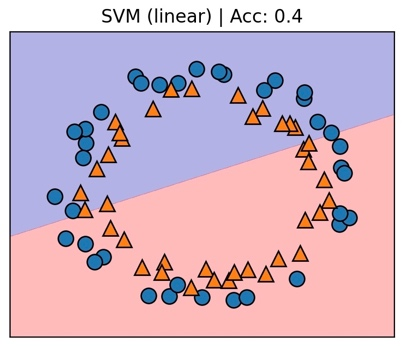 SVM (linear) | Acc: 0.4